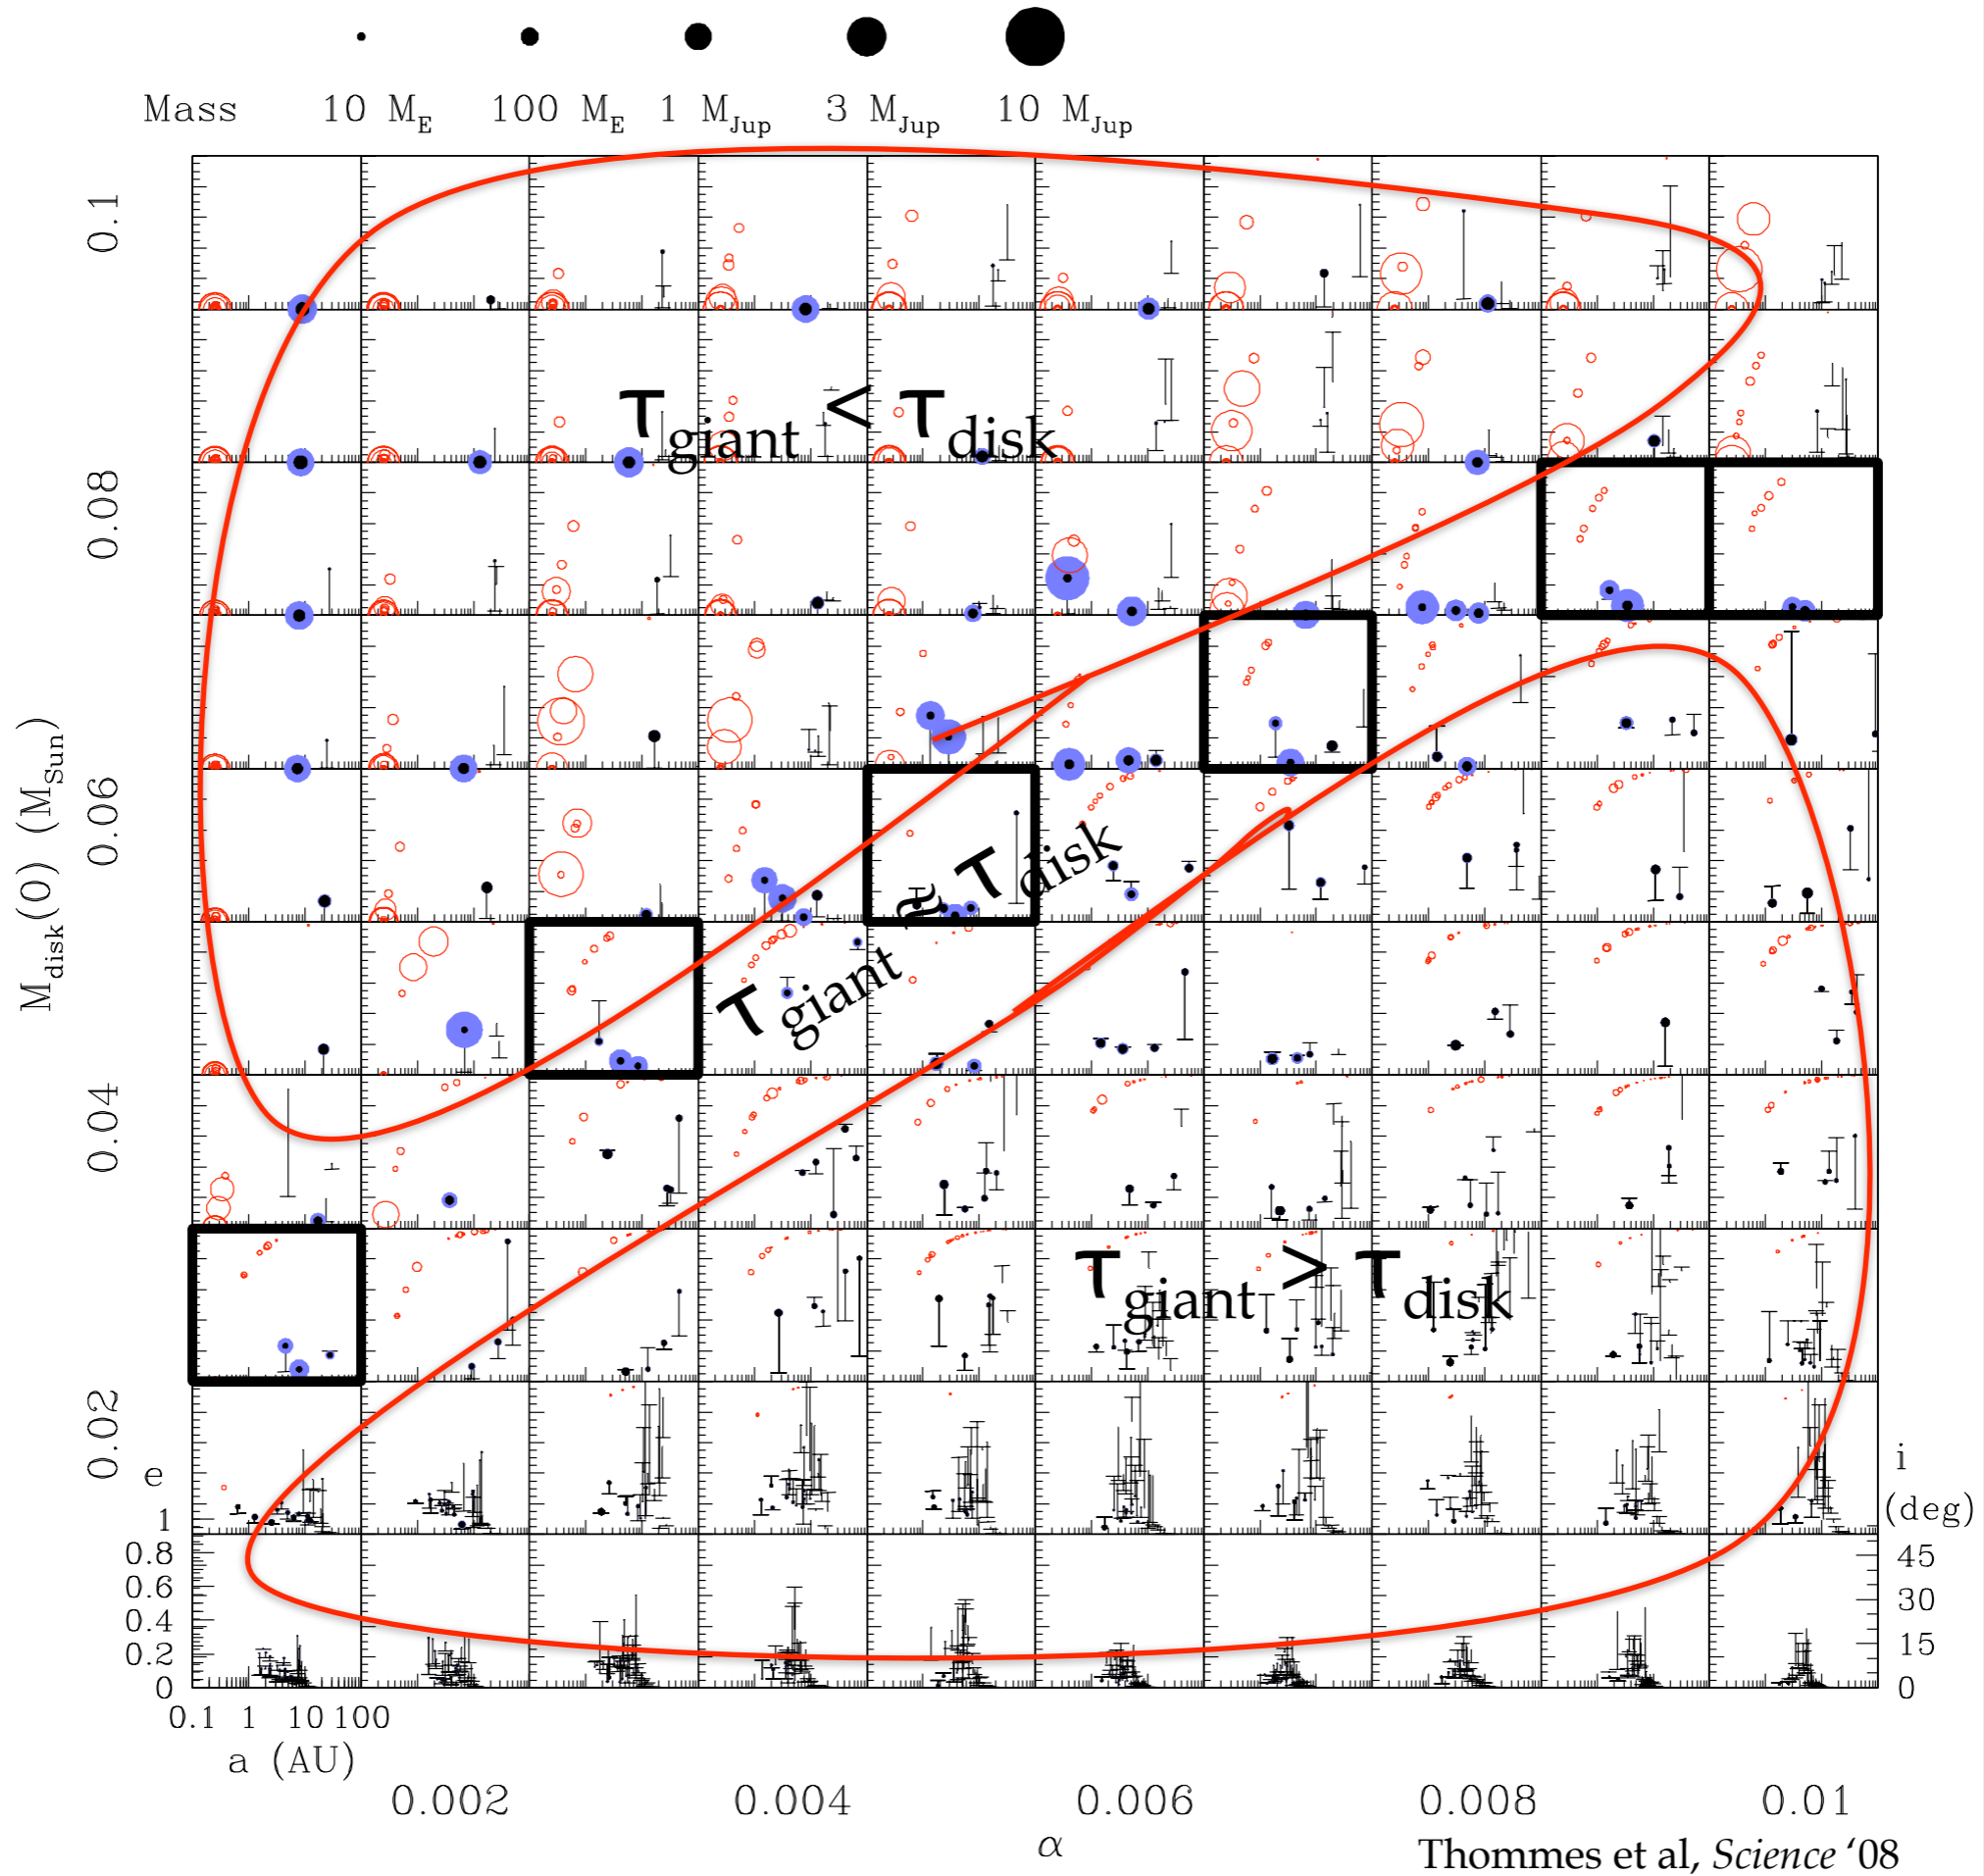 Mass 10 M_E 100 M_E 1 M_Jup 3 M_Jup 10 M_Jup
0.1
τ_giant < τ_disk
0.08
M_disk(0) (M_Sun)
0.06
τ_giant ≈ τ_disk
0.04
τ_giant > τ_disk
0.02
e
i
(deg)
1
0.8
0.6
0.4
0.2
0
45
30
15
0
0.1 1 10 100
a (AU)
0.002 0.004 0.006 0.008 0.01
α
Thommes et al, Science ‘08